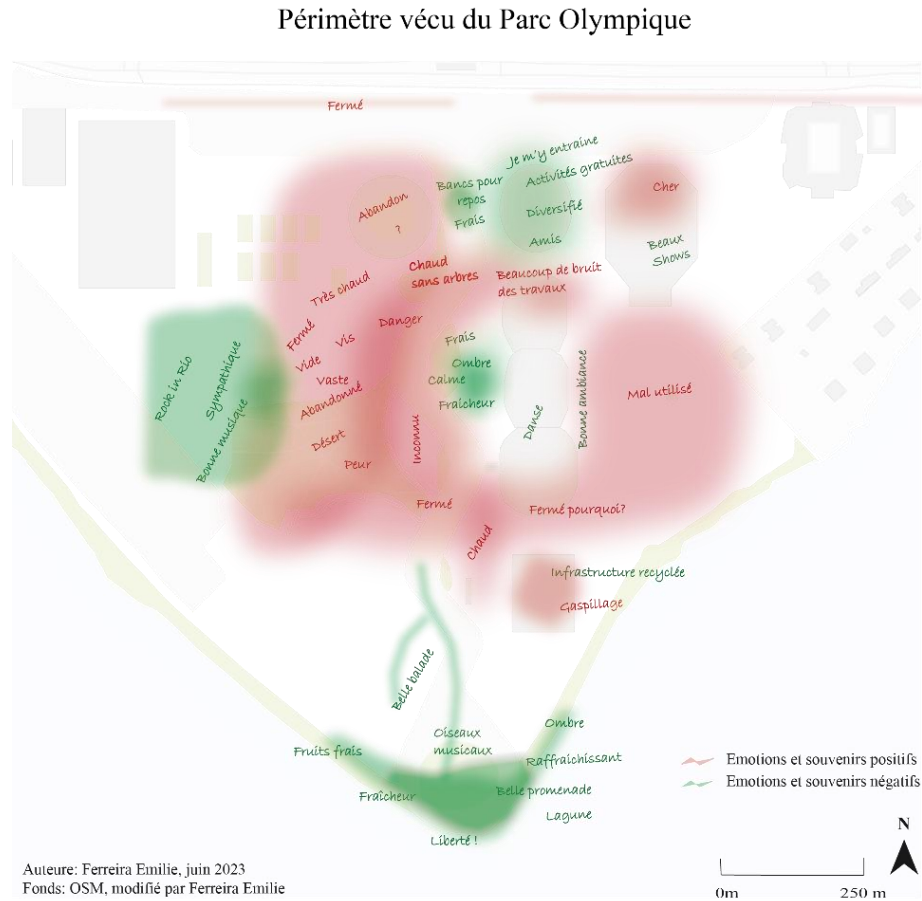 Périmètre vécu du Parc Olympique
Fermé
Je m'y entraine
Activités gratuites
Bancs pour
repos
Frais
Diversifié
Amis
Cher
Beaux
Shows
Abandon
?
Chaud
sans arbres
Beaucoup de bruit
des travaux
Très chaud
Danger
Fermé
Vis
Vide
Vaste
Abandonné
Désert
Peur
Inconnu
Frais
Ombre
Calme
Fraîcheur
Danse
Bonne ambiance
Mal utilisé
Rock in Rio
Sympathique
Bonne musique
Fermé
Fermé pourquoi?
Chaud
Infrastructure recyclée
Gaspillage
Belle balade
Oiseaux
musicaux
Ombre
Fruits frais
Raffraichissant
Fraîcheur
Belle promenade
Lagune
Liberté !
Emotions et souvenirs positifs
Emotions et souvenirs négatifs
N
Auteure: Ferreira Emilie, juin 2023
Fonds: OSM, modifié par Ferreira Emilie
0m
250 m